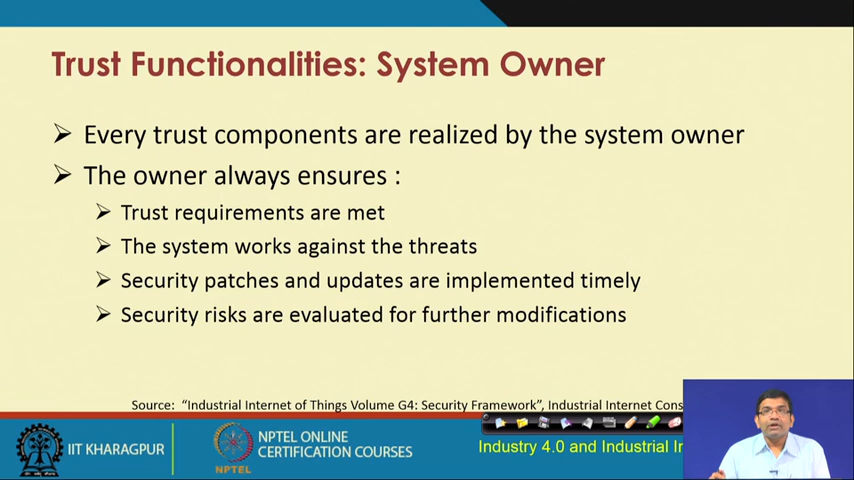 Trust Functionalities: System Owner
Every trust components are realized by the system owner
The owner always ensures :
Trust requirements are met
The system works against the threats
Security patches and updates are implemented timely
Security risks are evaluated for further modifications
Source: “Industrial Internet of Things Volume G4: Security Framework”, Industrial Internet Cons
IIT KHARAGPUR
NPTEL ONLINE
CERTIFICATION COURSES
NPTEL
Industry 4.0 and Industrial In